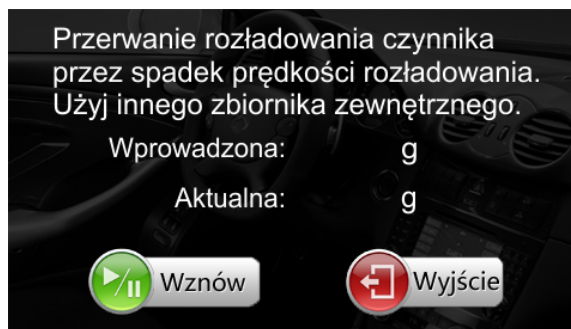 Przerwanie rozładowania czynnika
przez spadek prędkości rozładowania.
Użyj innego zbiornika zewnętrznego.
Wprowadzona: g
Aktualna: g
Wznów Wyjście